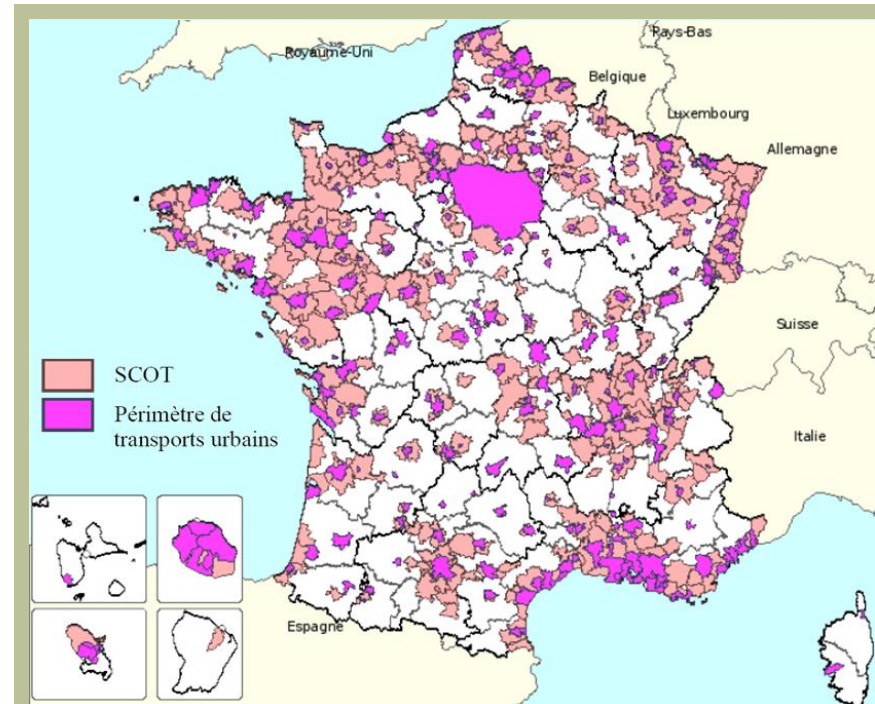 Royaume-Uni
Pays-Bas
Belgique
Luxembourg
Allemagne
Suisse
Italie
SCOT
Périmètre de
transports urbains
Espagne